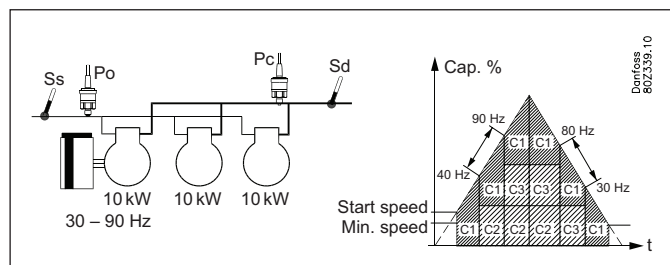 Ss
Po
Pc
Sd
10 kW
10 kW
10 kW
30 – 90 Hz
Danfoss
80Z339.10
Cap. %
90 Hz
80 Hz
40 Hz
30 Hz
C1 C1
C1 C3 C3 C1
Start speed
Min. speed
C1 C2 C2 C2 C3 C1
t